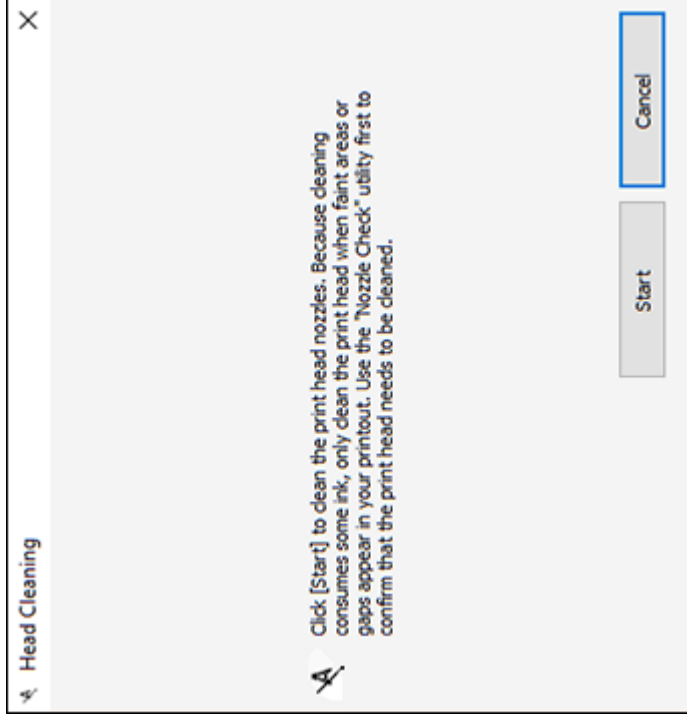 Head Cleaning
Click [Start] to clean the print head nozzles. Because cleaning
consumes some ink, only clean the print head when faint areas or
gaps appear in your printout. Use the "Nozzle Check" utility first to
confirm that the print head needs to be cleaned.
Start
Cancel